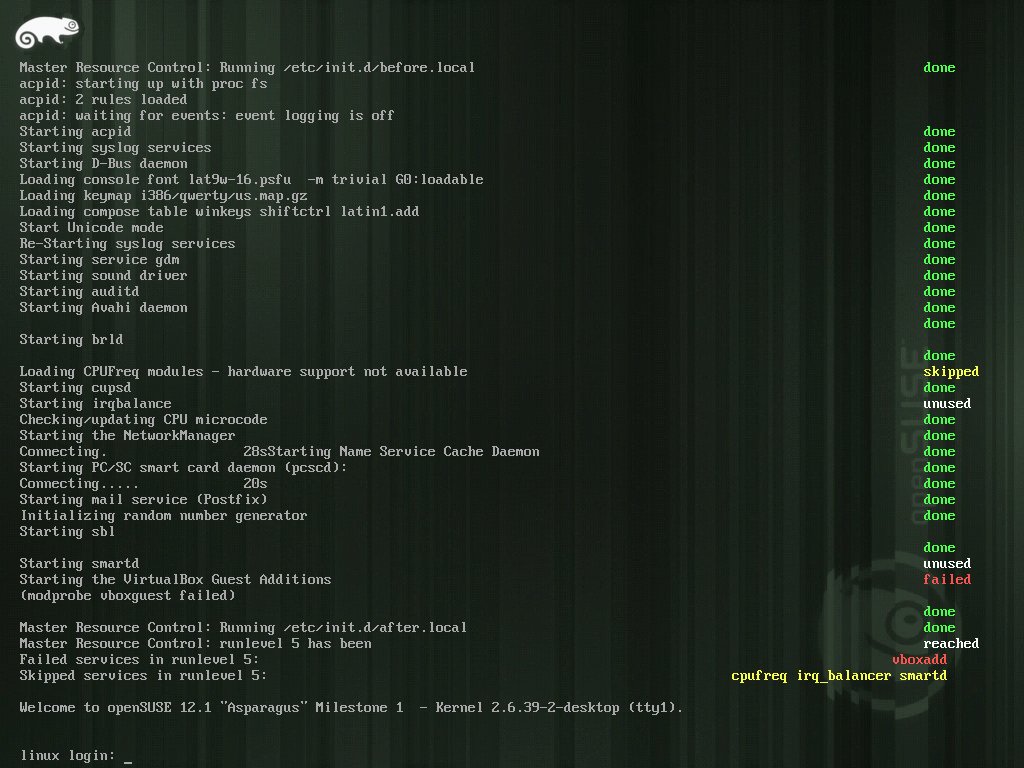 Master Resource Control: Running /etc/init.d/before.local done
acpid: starting up with proc fs
acpid: 2 rules loaded
acpid: waiting for events: event logging is off
Starting acpid done
Starting syslog services done
Starting D-Bus daemon done
Loading console font lat9w-16.psfu  -m trivial G0:loadable done
Loading keymap i386/qwerty/us.map.gz done
Loading compose table winkeys shiftctrl latin1.add done
Start Unicode mode done
Re-Starting syslog services done
Starting service gdm done
Starting sound driver done
Starting auditd done
Starting Avahi daemon done
done
Starting brld
done
Loading CPUFreq modules - hardware support not available skipped
Starting cupsd done
Starting irqbalance unused
Checking/updating CPU microcode done
Starting the NetworkManager done
Connecting. 28sStarting Name Service Cache Daemon done
Starting PC/SC smart card daemon (pcscd): done
Connecting..... 20s done
Starting mail service (Postfix) done
Initializing random number generator done
Starting sbl
done
Starting smartd unused
Starting the VirtualBox Guest Additions failed
(modprobe vboxguest failed)
done
Master Resource Control: Running /etc/init.d/after.local done
Master Resource Control: runlevel 5 has been reached
Failed services in runlevel 5: vboxadd
Skipped services in runlevel 5: cpufreq irq_balancer smartd
Welcome to openSUSE 12.1 "Asparagus" Milestone 1  - Kernel 2.6.39-2-desktop (tty1).
linux login: _
openSUSE